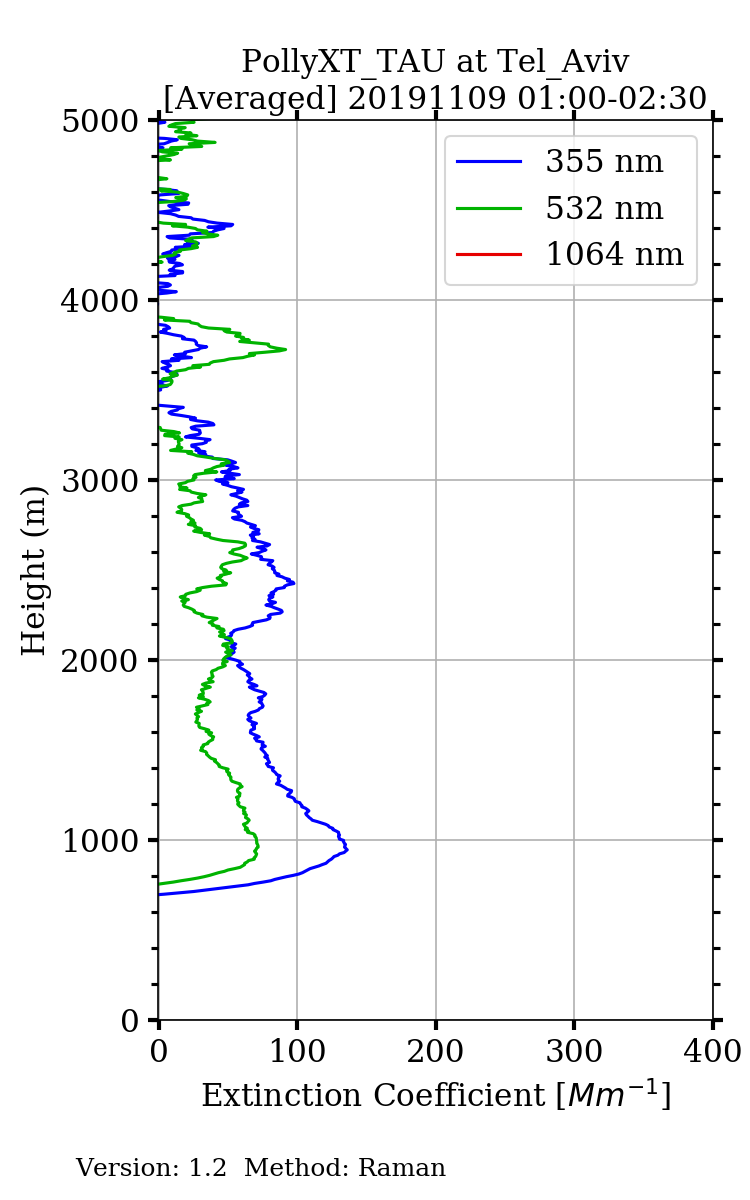 PollyXT_TAU at Tel_Aviv
[Averaged] 20191109 01:00-02:30
355 nm
532 nm
1064 nm
5000
4000
3000
2000
1000
0
Height (m)
0 100 200 300 400
Extinction Coefficient [Mm⁻¹]
Version: 1.2 Method: Raman